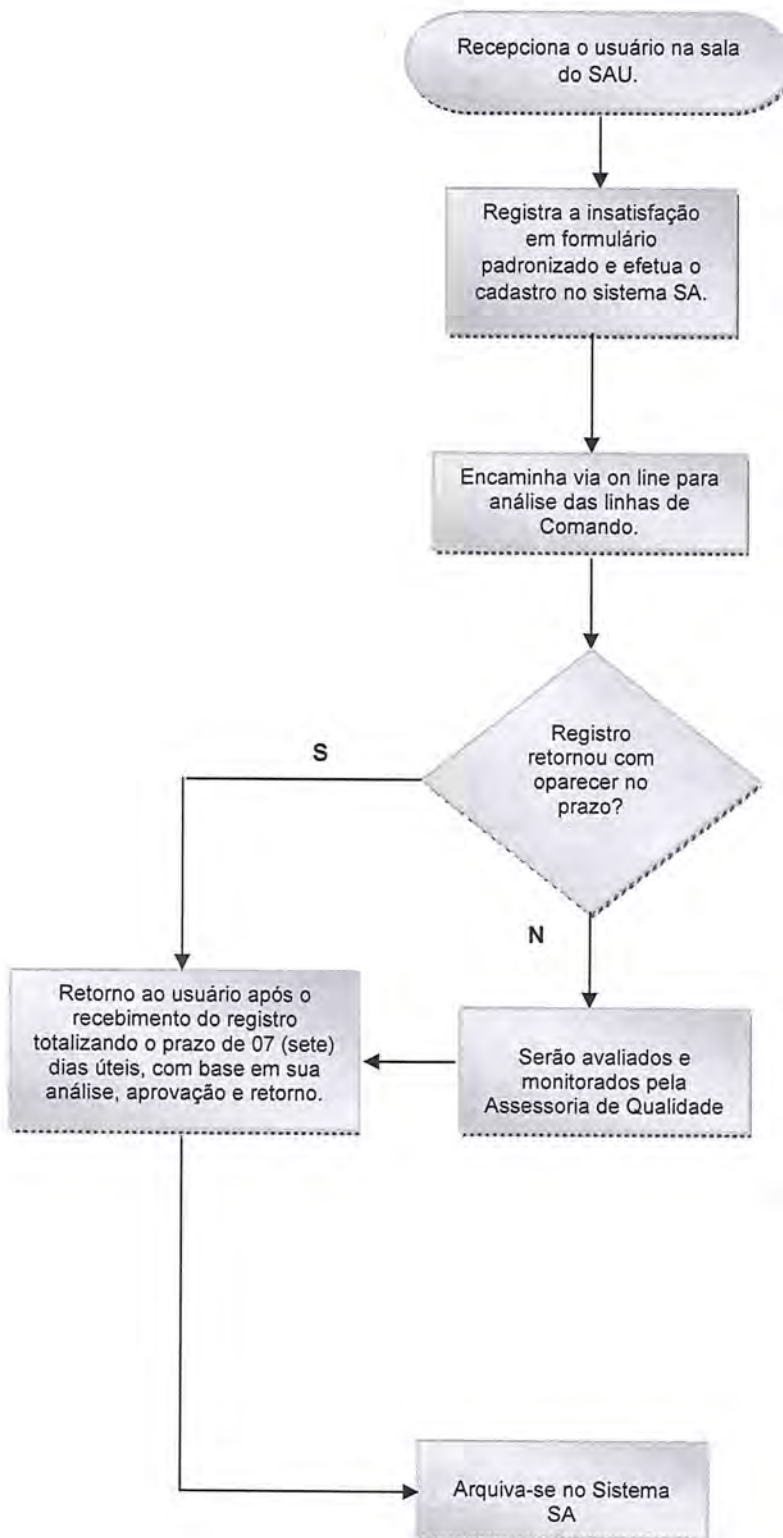 Recepciona o usuário na sala
do SAU.
Registra a insatisfação
em formulário
padronizado e efetua o
cadastro no sistema SA.
Encaminha via on line para
análise das linhas de
Comando.
Registro
retornou com
oparecer no
prazo?
S
N
Retorno ao usuário após o
recebimento do registro
totalizando o prazo de 07 (sete)
dias úteis, com base em sua
análise, aprovação e retorno.
Serão avaliados e
monitorados pela
Assessoria de Qualidade
Arquiva-se no Sistema
SA